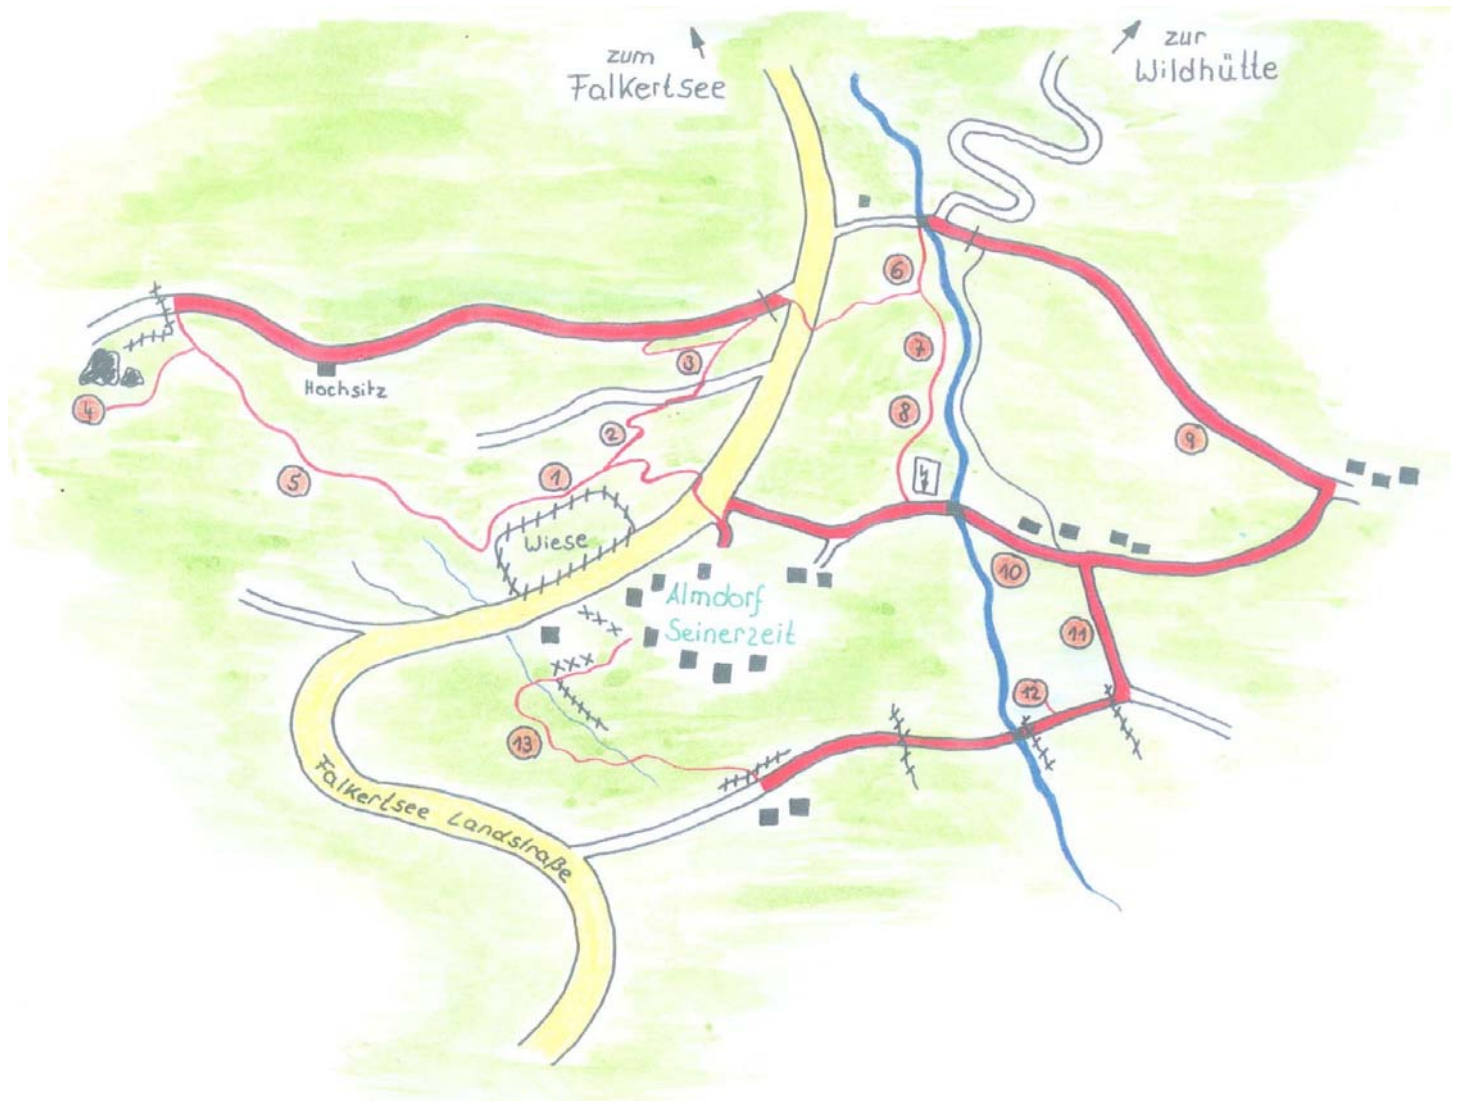 zum
Falkertsee
zur
Wildhütte
6
3
7
Hochsitz
4
8
2
9
5
1
Wiese
10
Almdorf
Seinerzeit
11
12
13
Falkertsee Landstraße